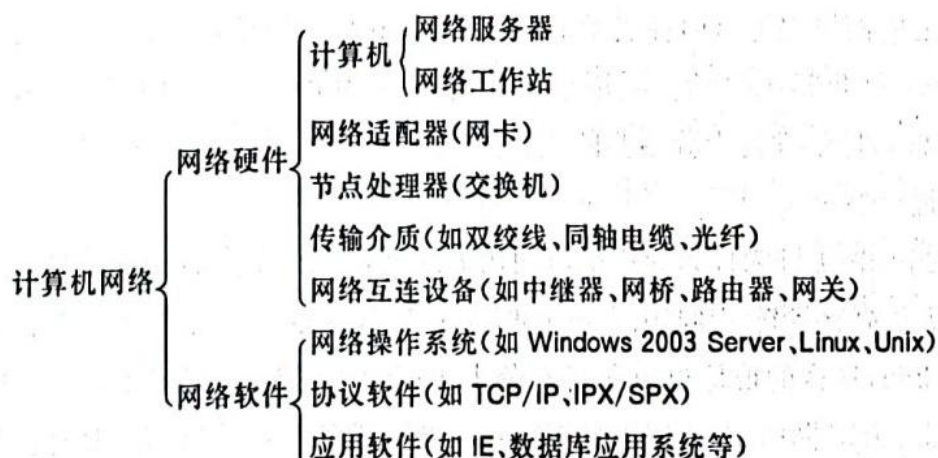 网络服务器
计算机
网络工作站
网络适配器(网卡)
网络硬件
节点处理器(交换机)
传输介质(如双绞线、同轴电缆、光纤)
计算机网络
网络互连设备(如中继器、网桥、路由器、网关)
网络操作系统(如 Windows 2003 Server、Linux、Unix)
网络软件
协议软件(如 TCP/IP、IPX/SPX)
应用软件(如 IE、数据库应用系统等)